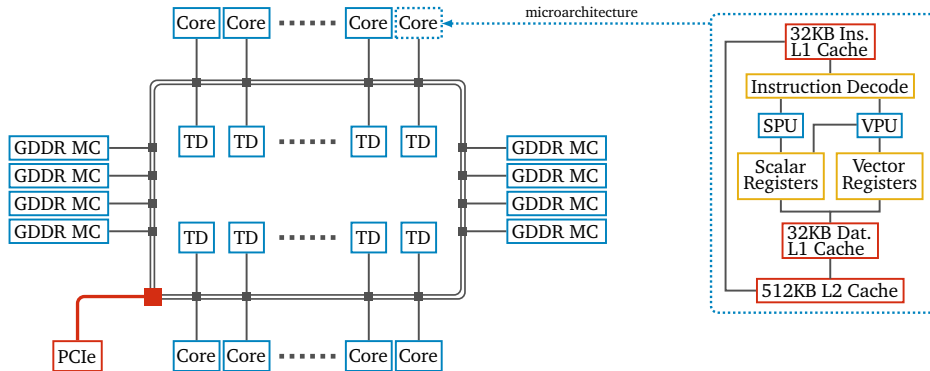 Core Core Core Core
microarchitecture
32KB Ins.
L1 Cache
Instruction Decode
SPU VPU
Scalar
Registers
Vector
Registers
32KB Dat.
L1 Cache
512KB L2 Cache
TD TD TD TD
GDDR MC
GDDR MC
GDDR MC
GDDR MC
GDDR MC
GDDR MC
GDDR MC
GDDR MC
TD TD TD TD
PCIe
Core Core Core Core